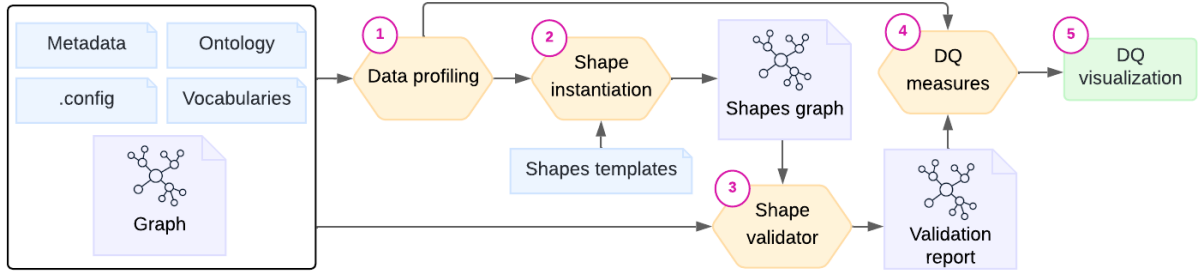 Metadata
Ontology
.config
Vocabularies
Graph
1
Data profiling
2
Shape
instantiation
Shapes templates
Shapes graph
3
Shape
validator
Validation
report
4
DQ
measures
5
DQ
visualization